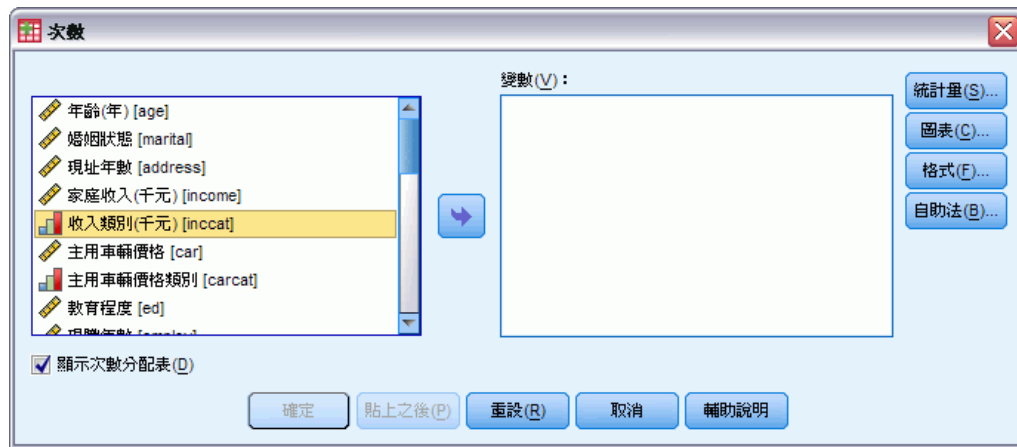 次數
變數(V)：
年齡(年) [age]
婚姻狀態 [marital]
現址年數 [address]
家庭收入(千元) [income]
收入類別(千元) [inccat]
主用車輛價格 [car]
主用車輛價格類別 [carcat]
教育程度 [ed]
統計量(S)...
圖表(C)...
格式(F)...
自助法(B)...
顯示次數分配表(D)
確定
貼上之後(P)
重設(R)
取消
輔助說明